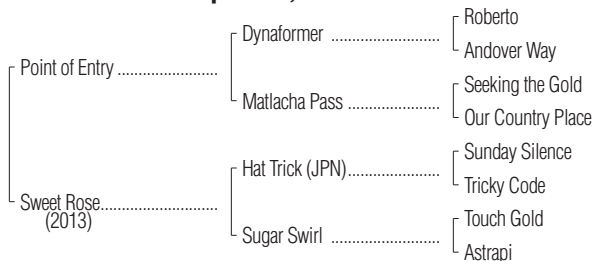 Roberto
Dynaformer ............................
Andover Way
Point of Entry .........................
Seeking the Gold
Matlacha Pass .......................
Our Country Place
Sunday Silence
Hat Trick (JPN).......................
Tricky Code
Sweet Rose.............................
(2013)
Touch Gold
Sugar Swirl ...........................
Astrapi